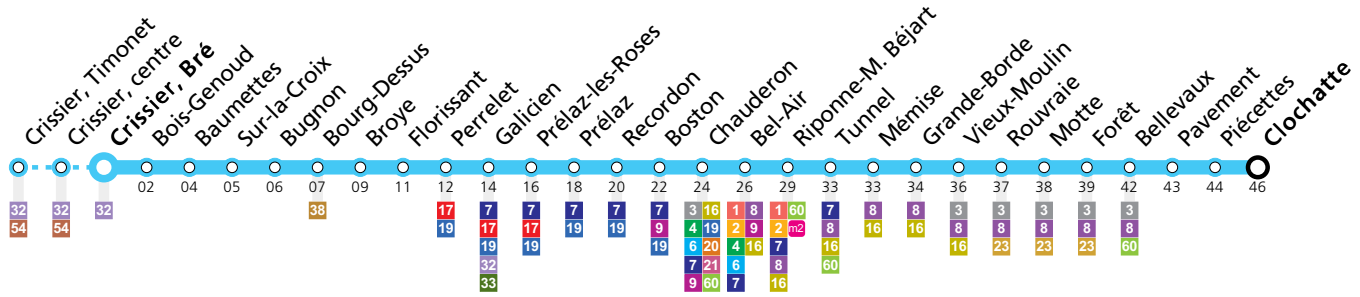 Crissier, Timonet
Crissier, centre
Crissier, Bré
Bois-Genoud
Baumettes
Sur-la-Croix
Bugnon
Bourg-Dessus
Broye
Florissant
Perrelet
Galicien
Prélaz-les-Roses
Prélaz
Recordon
Boston
Chauderon
Bel-Air
Riponne-M. Béjart
Tunnel
Mémise
Grande-Borde
Vieux-Moulin
Rouvraie
Motte
Forêt
Bellevaux
Pavement
Piécettes
Clochatte
02 04 05 06 07 09 11 12 14 16 18 20 22 24 26 29 33 33 34 36 37 38 39 42 43 44 46
32 32 32 38 17 7 7 7 7 7 3 16 1 8 1 60 7 8 8 3 3 3 3 3
54 54 19 17 17 19 19 9 4 19 2 9 2 m2 8 16 16 8 8 8 8 8
19 19 19 6 20 4 16 7 16 16 23 23 23 60
32 7 21 6 8 60
33 9 60 7 16